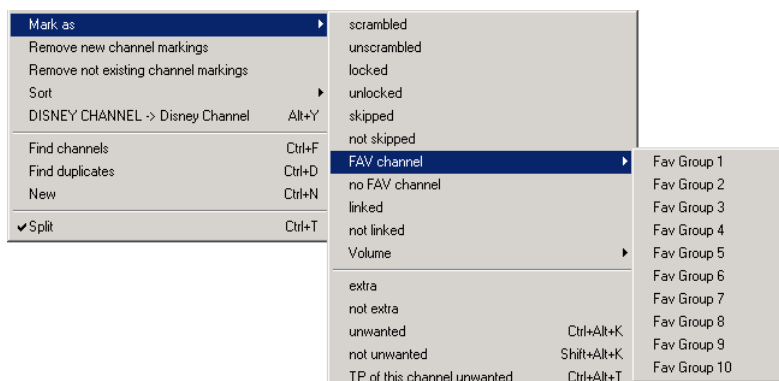 Mark as
Remove new channel markings
Remove not existing channel markings
Sort
DISNEY CHANNEL -> Disney Channel Alt+Y
Find channels Ctrl+F
Find duplicates Ctrl+D
New Ctrl+N
Split Ctrl+T
scrambled
unscrambled
locked
unlocked
skipped
not skipped
FAV channel
no FAV channel
linked
not linked
Volume
extra
not extra
unwanted Ctrl+Alt+K
not unwanted Shift+Alt+K
TP of this channel unwanted Ctrl+Alt+T
Fav Group 1
Fav Group 2
Fav Group 3
Fav Group 4
Fav Group 5
Fav Group 6
Fav Group 7
Fav Group 8
Fav Group 9
Fav Group 10